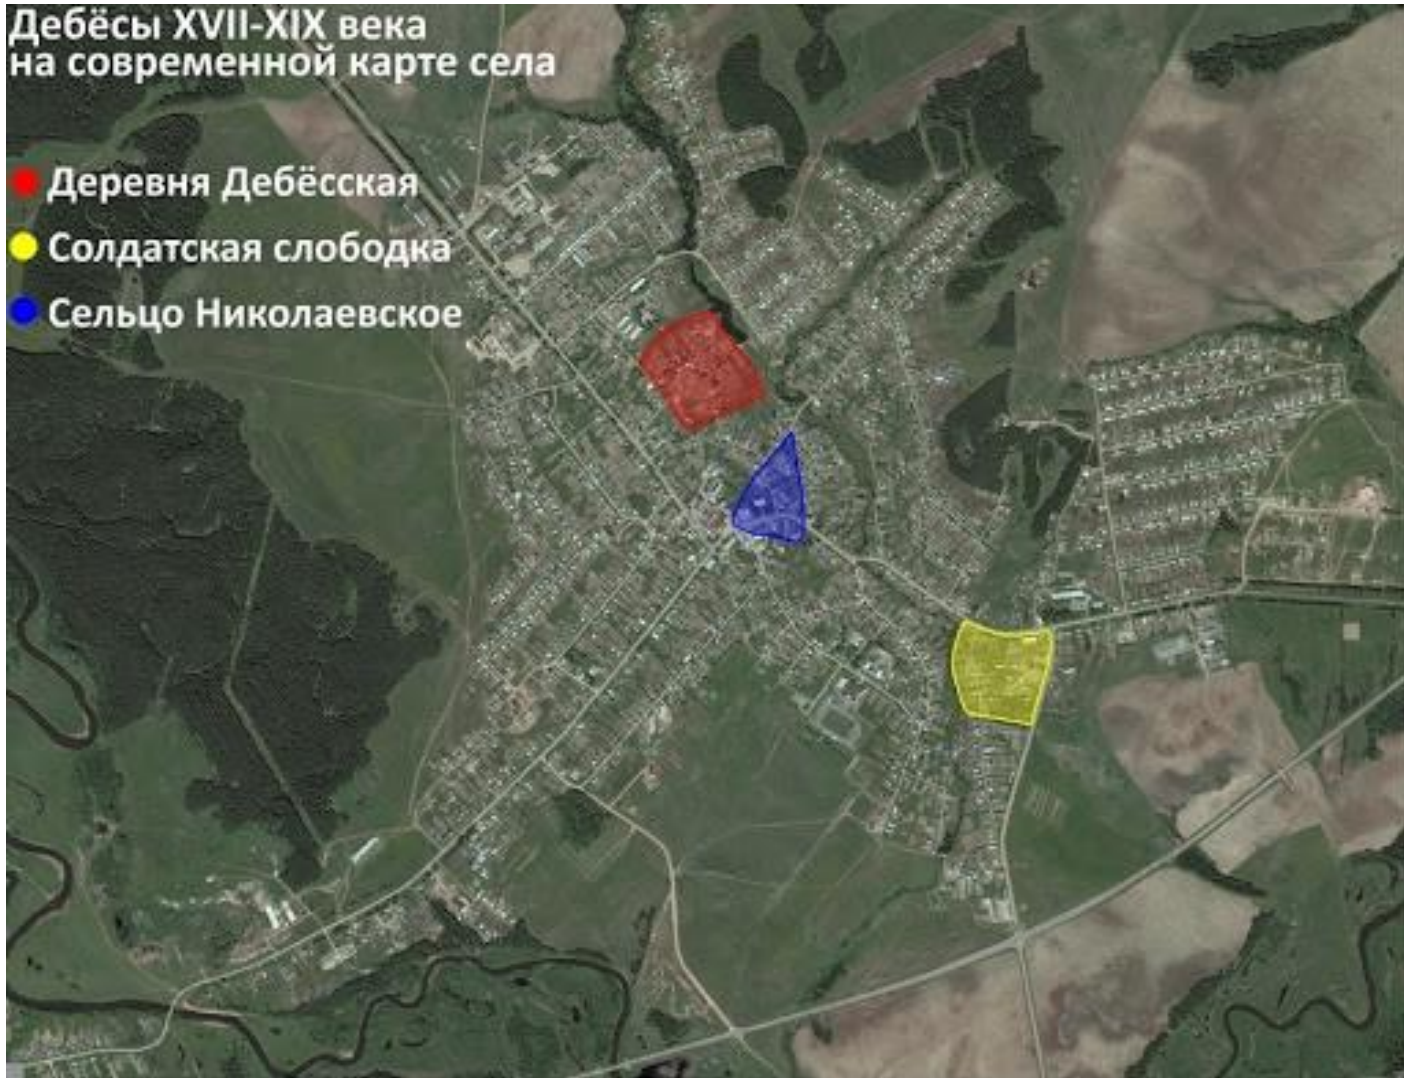 Дебёсы XVII-XIX века
на современной карте села
Деревня Дебёсская
Солдатская слободка
Сельцо Николаевское